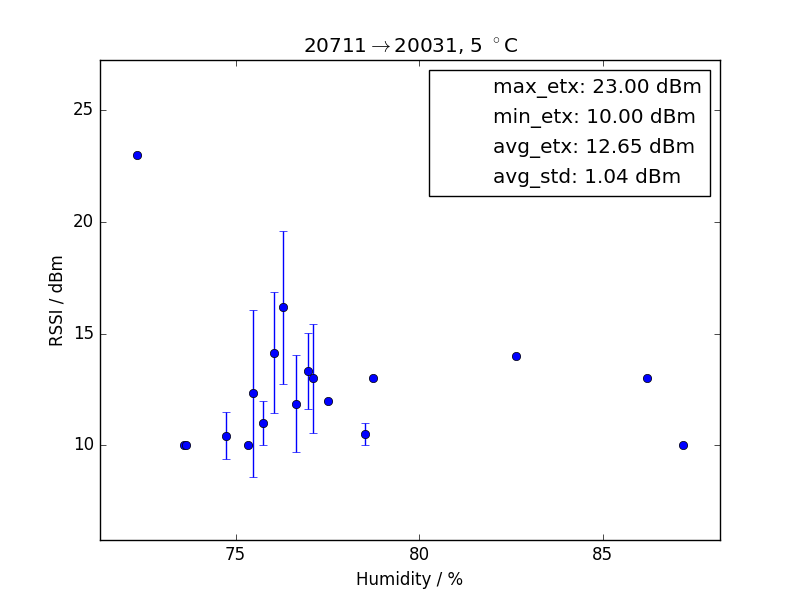 20711→20031, 5 °C
max_etx: 23.00 dBm
min_etx: 10.00 dBm
avg_etx: 12.65 dBm
avg_std: 1.04 dBm
RSSI / dBm
25
20
15
10
75 80 85
Humidity / %